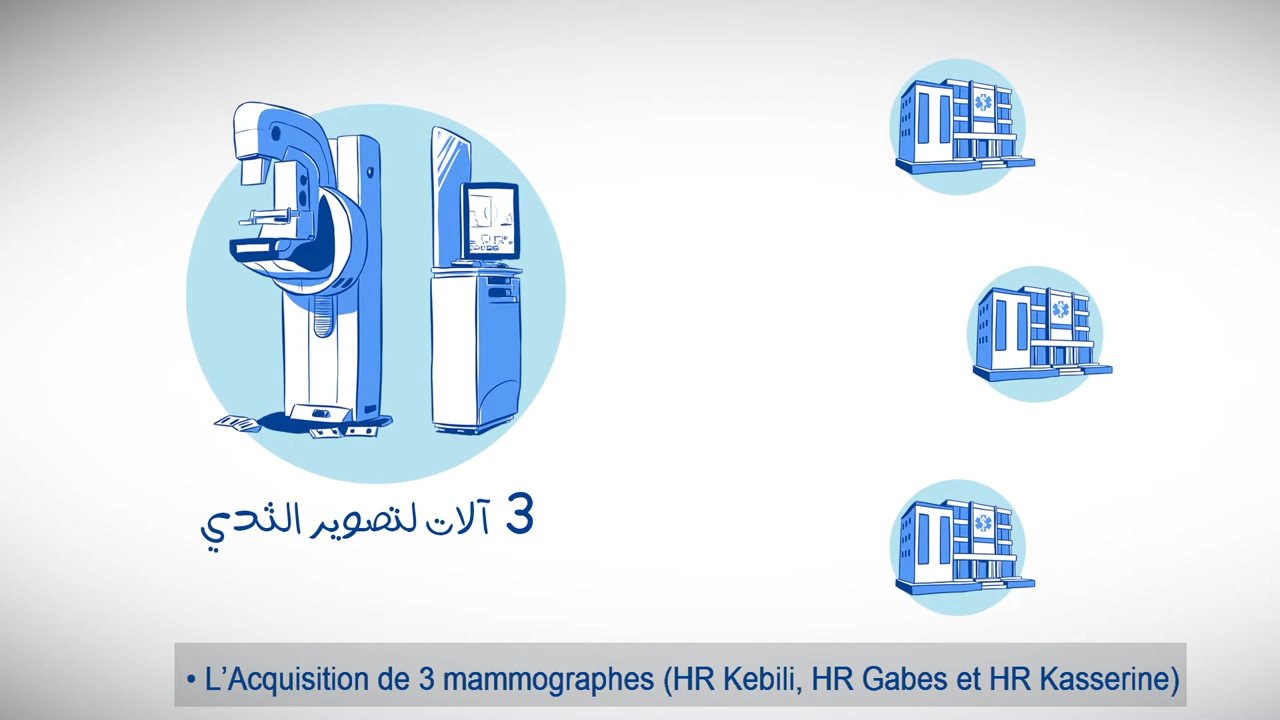 3 آلات لتصوير الثدي
• L’Acquisition de 3 mammographes (HR Kebili, HR Gabes et HR Kasserine)